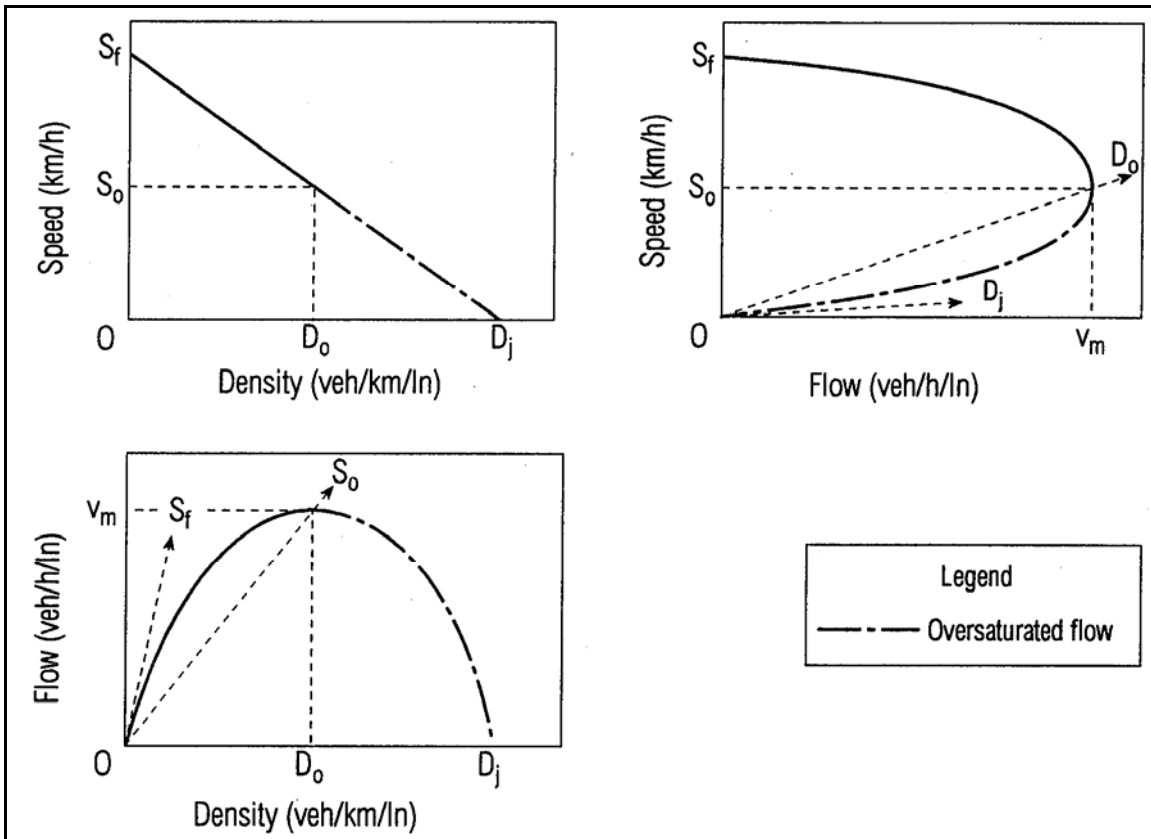 Sf
So
Speed (km/h)
O
Do
Dj
Density (veh/km/ln)
Sf
So
Speed (km/h)
O
Do
Dj
vm
Flow (veh/h/ln)
vm
Sf
So
Flow (veh/h/ln)
O
Do
Dj
Density (veh/km/ln)
Legend
Oversaturated flow